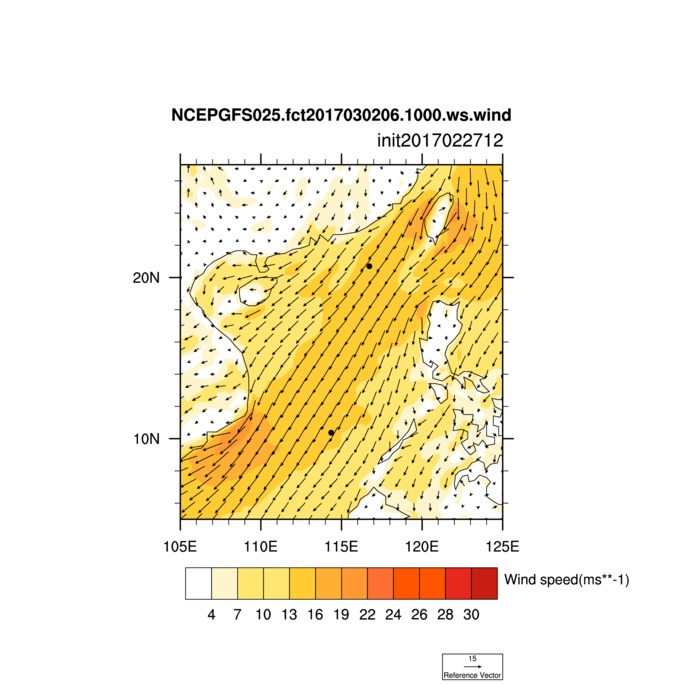 NCEPGFS025.fct2017030206.1000.ws.wind
init2017022712
20N
10N
105E 110E 115E 120E 125E
Wind speed(ms**-1)
4 7 10 13 16 19 22 24 26 28 30
15
Reference Vector